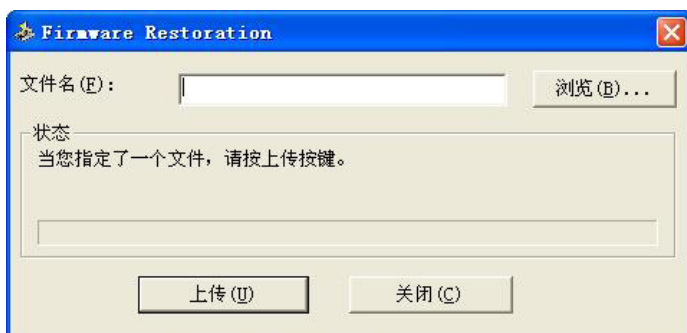 Firmware Restoration
文件名(F):
浏览(B)...
状态
当您指定了一个文件，请按上传按键。
上传(U)
关闭(C)